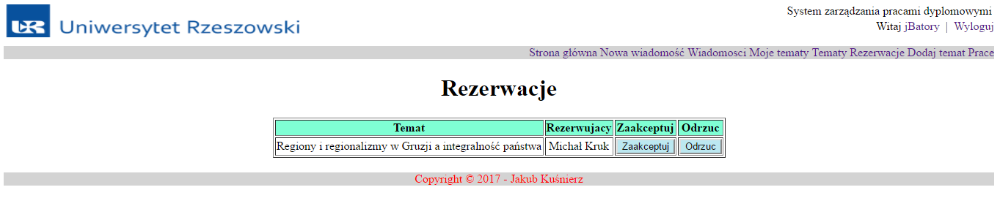 UR Uniwersytet Rzeszowski
System zarządzania pracami dyplomowymi
Witaj jBatory | Wyloguj
Strona główna Nowa wiadomość Wiadomosci Moje tematy Tematy Rezerwacje Dodaj temat Prace
Rezerwacje
Temat Rezerwujacy Zaakceptuj Odrzuc
Regiony i regionalizmy w Gruzji a integralność państwa Michał Kruk Zaakceptuj Odrzuc
Copyright © 2017 - Jakub Kuśnierz